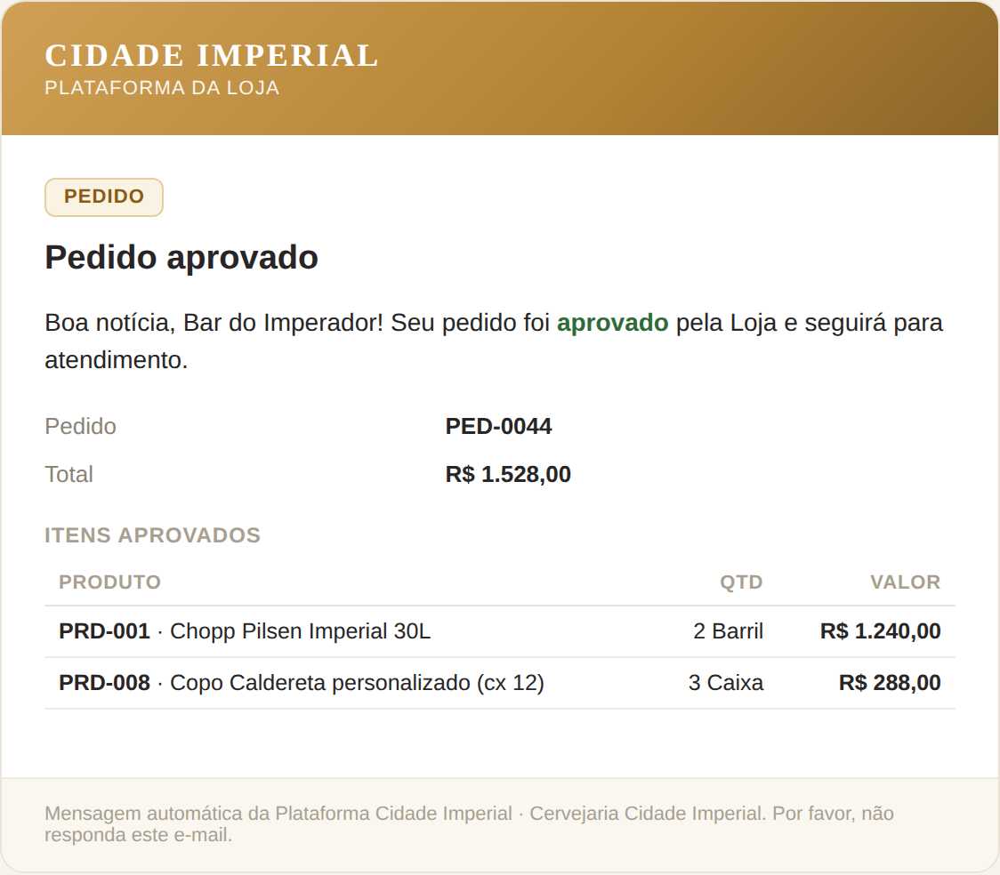 CIDADE IMPERIAL
PLATAFORMA DA LOJA
PEDIDO
Pedido aprovado
Boa notícia, Bar do Imperador! Seu pedido foi aprovado pela Loja e seguirá para
atendimento.
Pedido PED-0044
Total R$ 1.528,00
ITENS APROVADOS
PRODUTO QTD VALOR
PRD-001 · Chopp Pilsen Imperial 30L 2 Barril R$ 1.240,00
PRD-008 · Copo Caldereta personalizado (cx 12) 3 Caixa R$ 288,00
Mensagem automática da Plataforma Cidade Imperial · Cervejaria Cidade Imperial. Por favor, não
responda este e-mail.